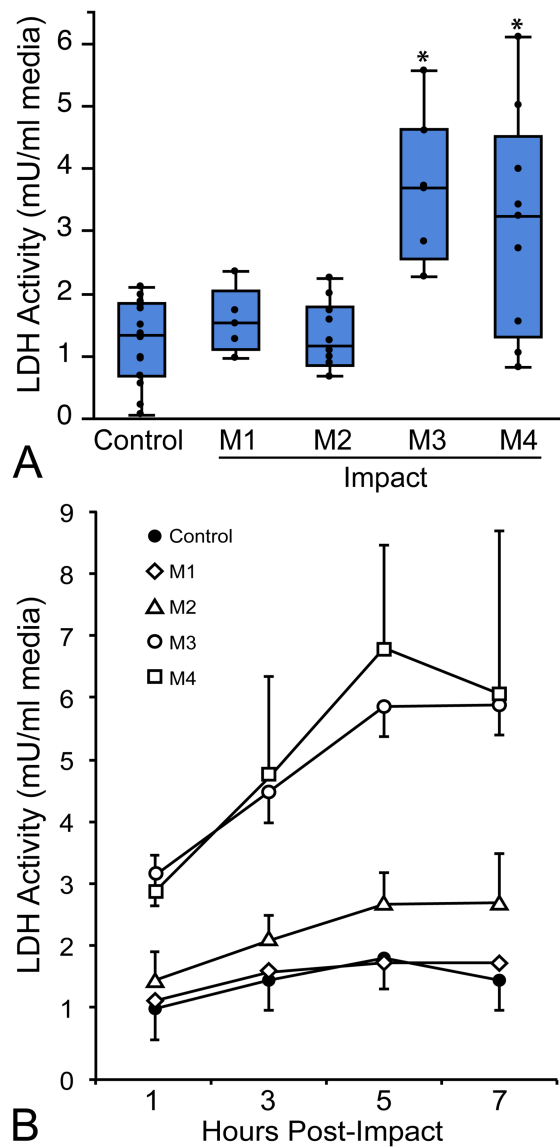 LDH Activity (mU/ml media)
6
5
4
3
2
1
0
* *
Control M1 M2 M3 M4
Impact
A
LDH Activity (mU/ml media)
9
8
7
6
5
4
3
2
1
0
Control
M1
M2
M3
M4
1 3 5 7
Hours Post-Impact
B